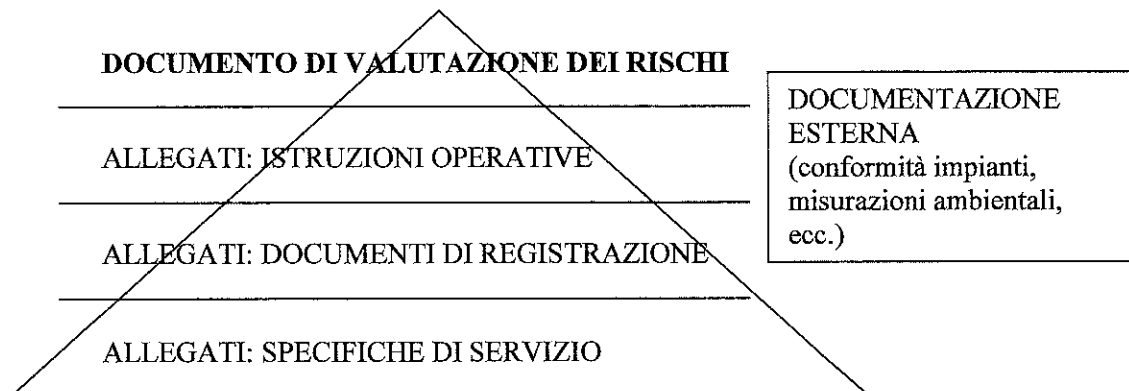 DOCUMENTO DI VALUTAZIONE DEI RISCHI
ALLEGATI: ISTRUZIONI OPERATIVE
ALLEGATI: DOCUMENTI DI REGISTRAZIONE
ALLEGATI: SPECIFICHE DI SERVIZIO
DOCUMENTAZIONE
ESTERNA
(conformità impianti,
misurazioni ambientali,
ecc.)